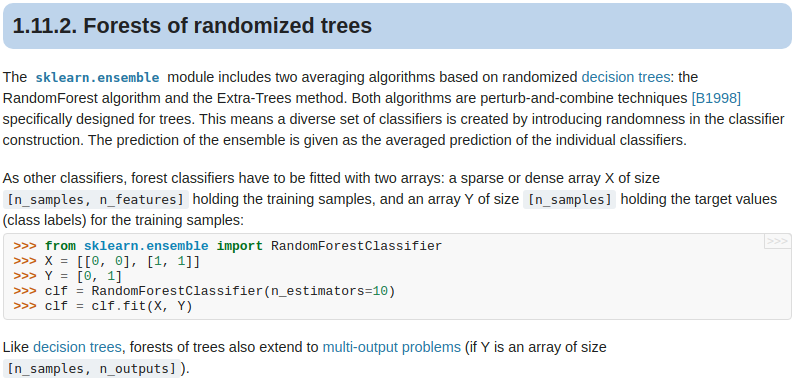 1.11.2. Forests of randomized trees
The sklearn.ensemble module includes two averaging algorithms based on randomized decision trees: the
RandomForest algorithm and the Extra-Trees method. Both algorithms are perturb-and-combine techniques [B1998]
specifically designed for trees. This means a diverse set of classifiers is created by introducing randomness in the classifier
construction. The prediction of the ensemble is given as the averaged prediction of the individual classifiers.
As other classifiers, forest classifiers have to be fitted with two arrays: a sparse or dense array X of size
[n_samples, n_features] holding the training samples, and an array Y of size [n_samples] holding the target values
(class labels) for the training samples:
>>>
>>> from sklearn.ensemble import RandomForestClassifier
>>> X = [[0, 0], [1, 1]]
>>> Y = [0, 1]
>>> clf = RandomForestClassifier(n_estimators=10)
>>> clf = clf.fit(X, Y)
Like decision trees, forests of trees also extend to multi-output problems (if Y is an array of size
[n_samples, n_outputs]).